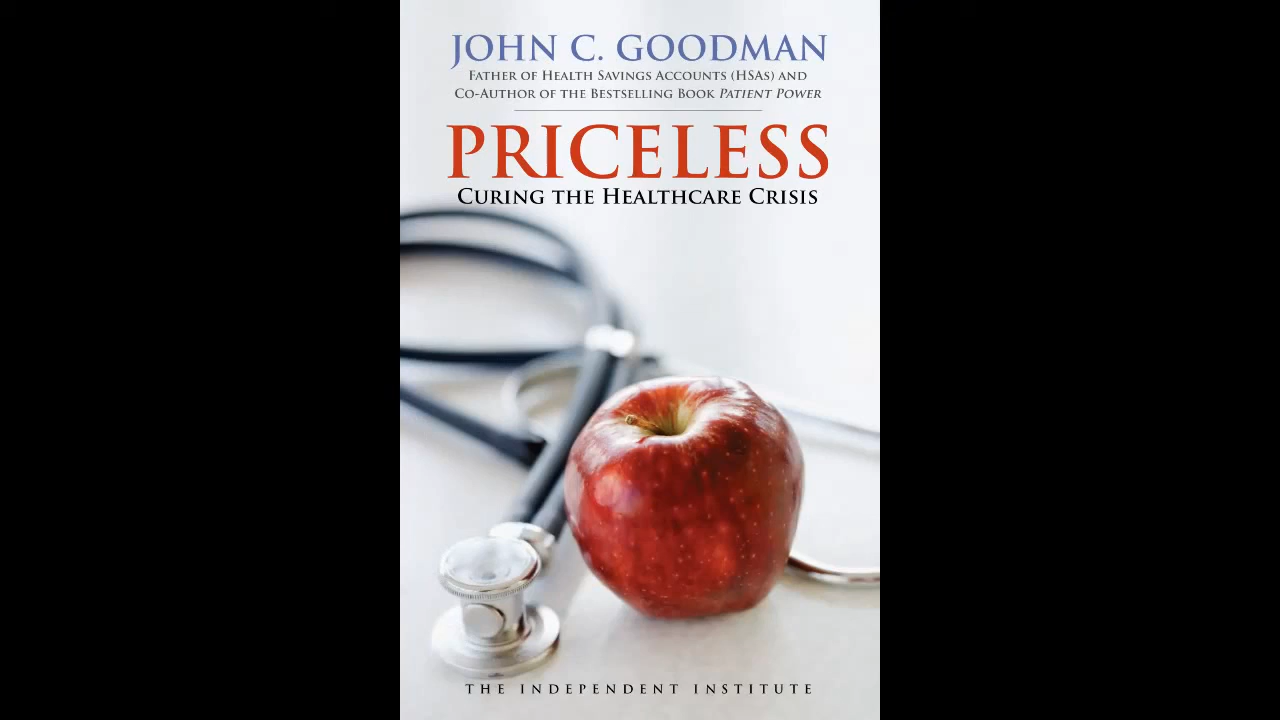 JOHN C. GOODMAN
FATHER OF HEALTH SAVINGS ACCOUNTS (HSAS) AND
CO-AUTHOR OF THE BESTSELLING BOOK PATIENT POWER
PRICELESS
CURING THE HEALTHCARE CRISIS
THE INDEPENDENT INSTITUTE